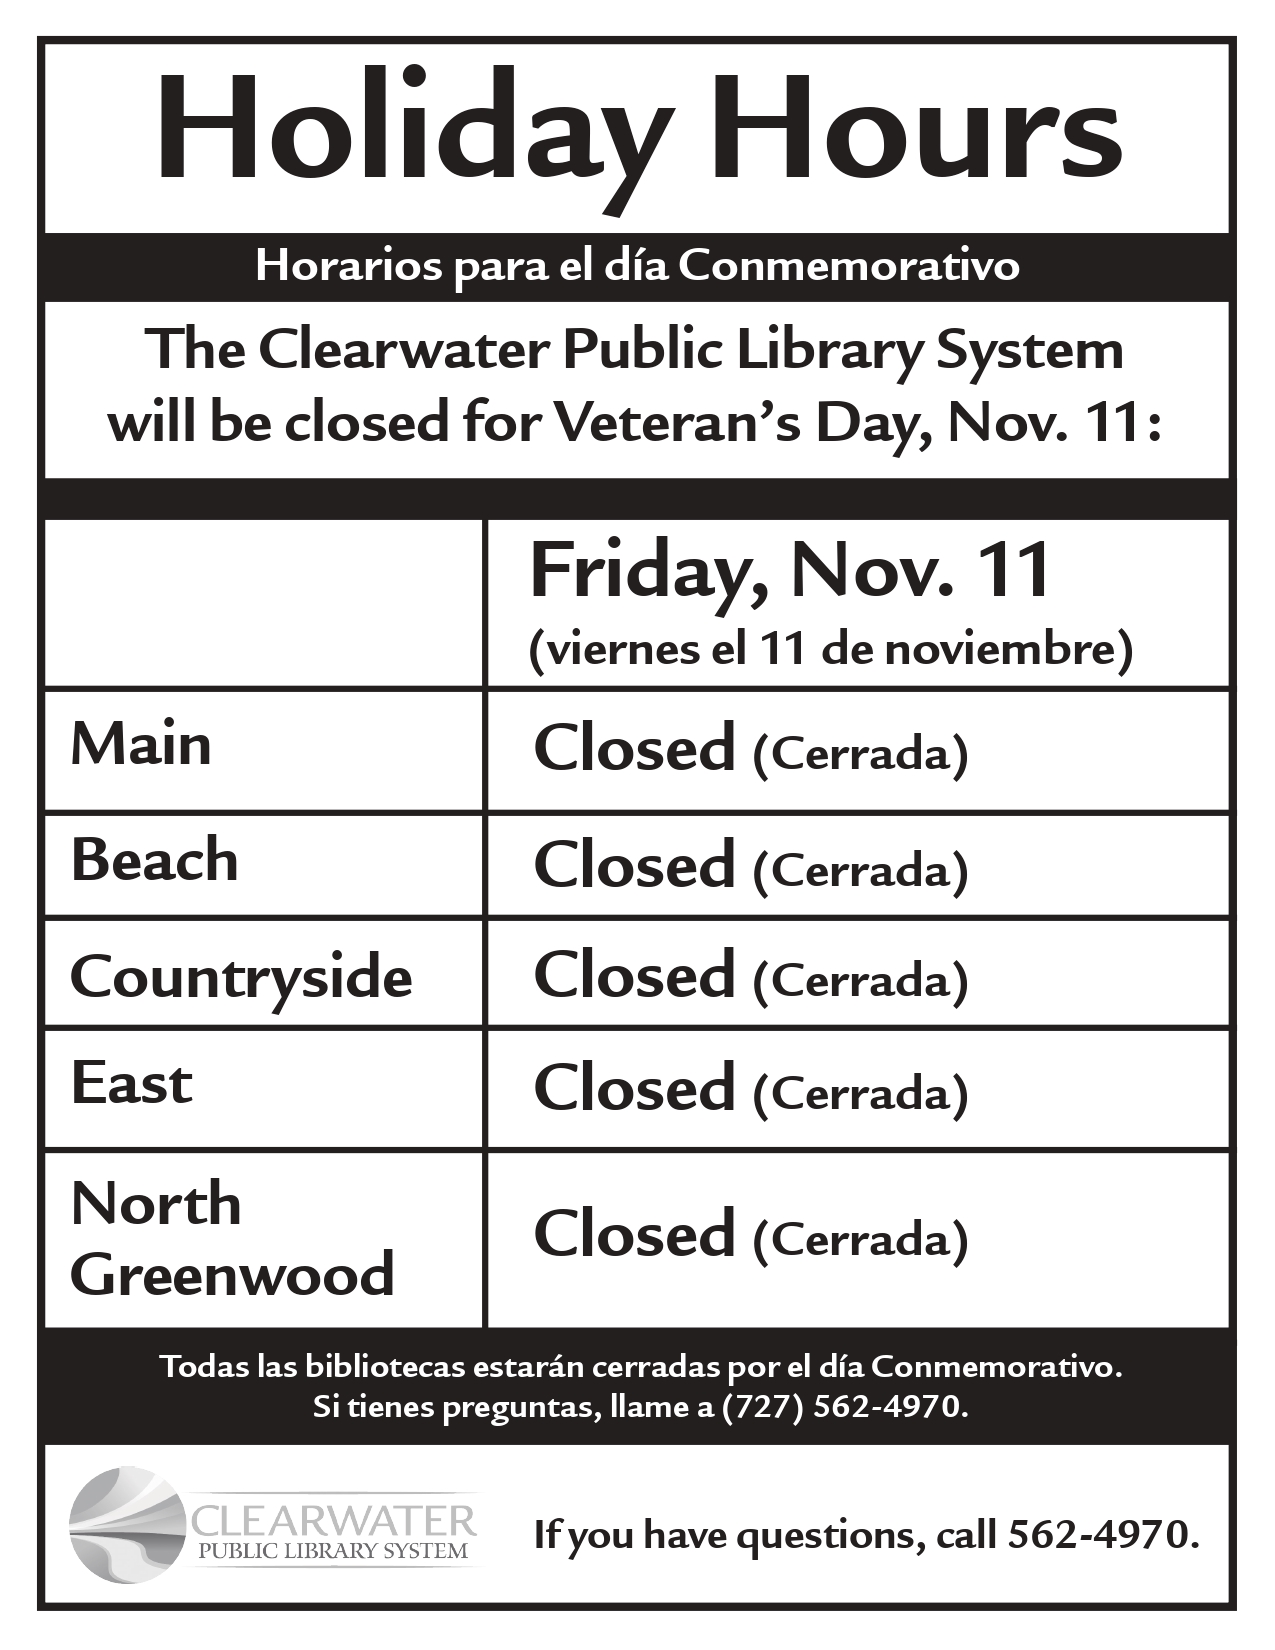 Holiday Hours
Horarios para el día Conmemorativo
The Clearwater Public Library System
will be closed for Veteran’s Day, Nov. 11:
Friday, Nov. 11
(viernes el 11 de noviembre)
Main
Closed (Cerrada)
Beach
Closed (Cerrada)
Countryside
Closed (Cerrada)
East
Closed (Cerrada)
North
Greenwood
Closed (Cerrada)
Todas las bibliotecas estarán cerradas por el día Conmemorativo.
Si tienes preguntas, llame a (727) 562-4970.
CLEARWATER
PUBLIC LIBRARY SYSTEM
If you have questions, call 562-4970.